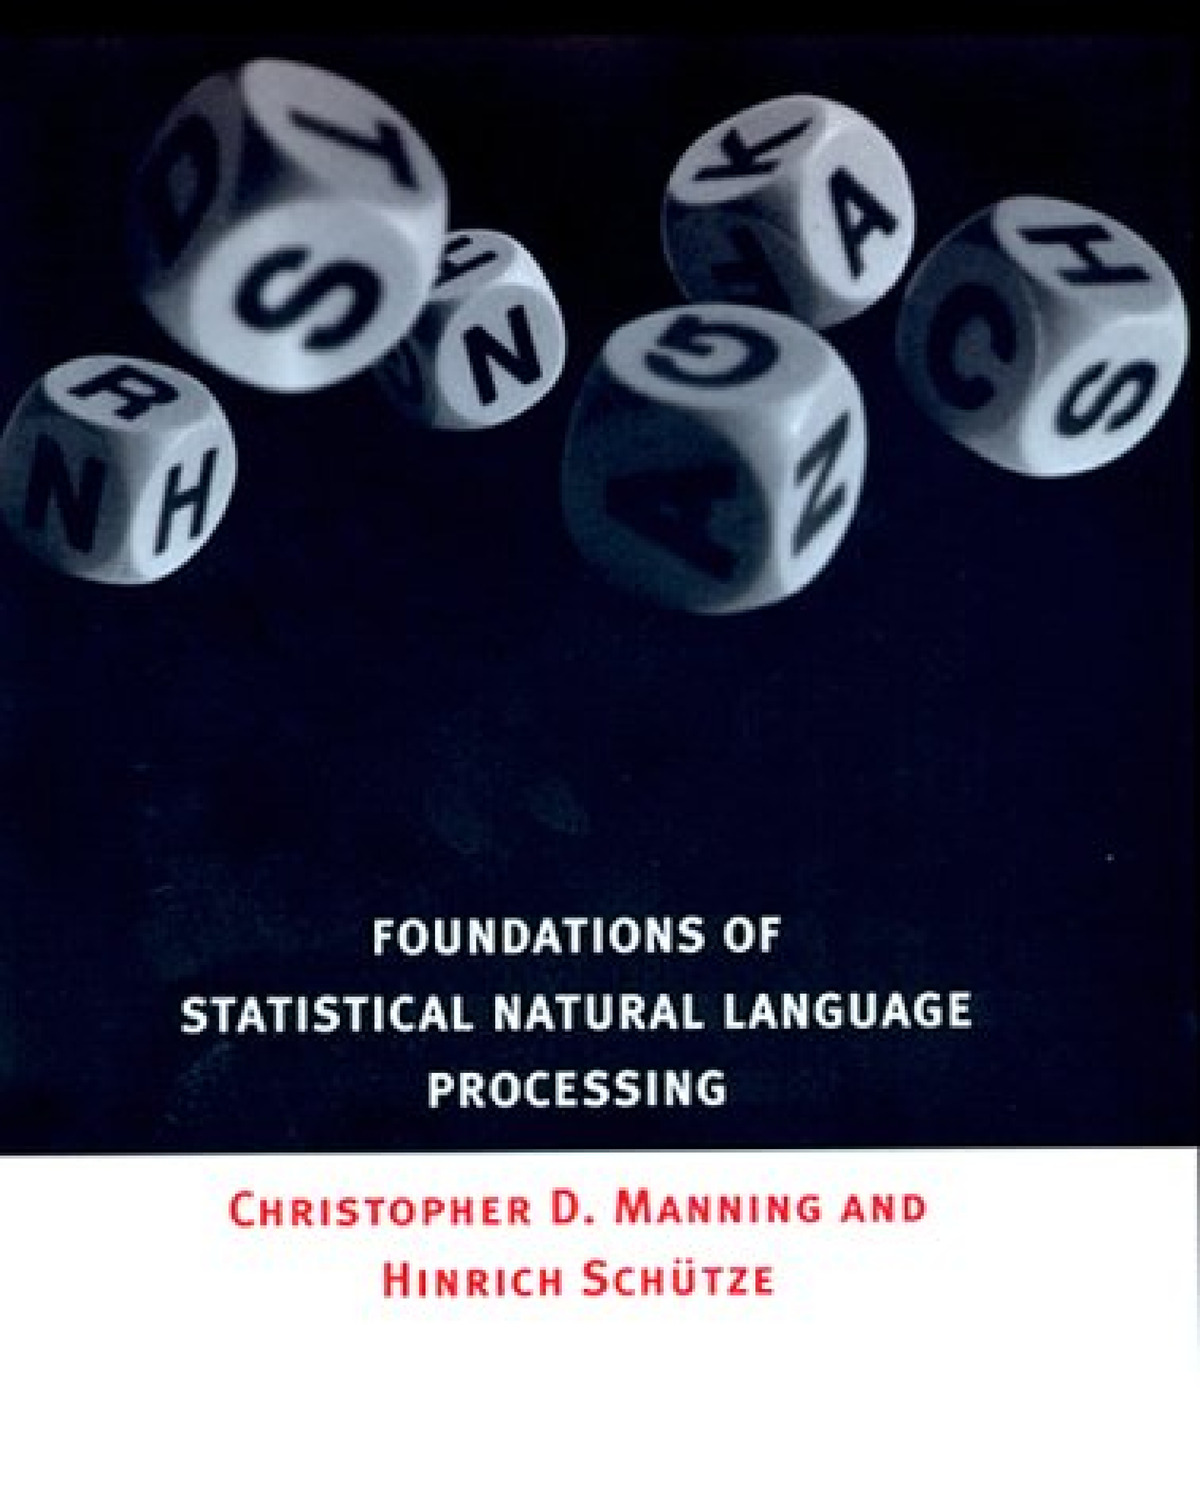 D Y S
E N
K A
H C S
R N H
G A Z
FOUNDATIONS OF
STATISTICAL NATURAL LANGUAGE
PROCESSING
CHRISTOPHER D. MANNING AND
HINRICH SCHÜTZE